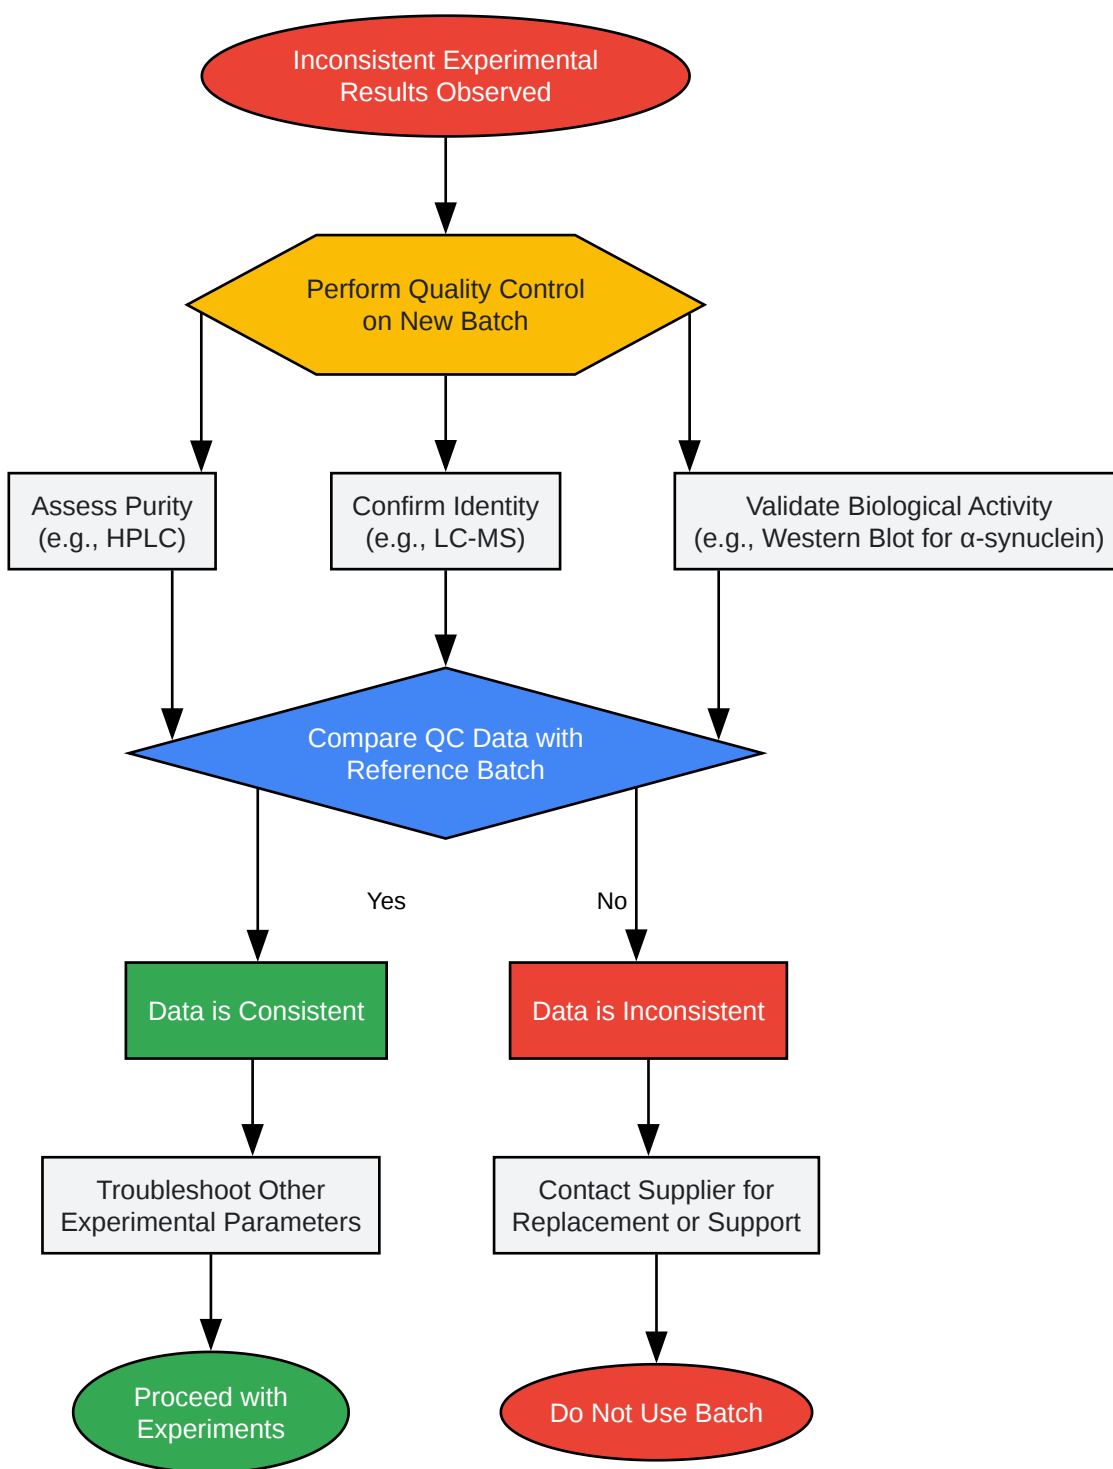 Inconsistent Experimental
Results Observed
Perform Quality Control
on New Batch
Assess Purity
(e.g., HPLC)
Confirm Identity
(e.g., LC-MS)
Validate Biological Activity
(e.g., Western Blot for α-synuclein)
Compare QC Data with
Reference Batch
Yes
No
Data is Consistent
Data is Inconsistent
Troubleshoot Other
Experimental Parameters
Contact Supplier for
Replacement or Support
Proceed with
Experiments
Do Not Use Batch